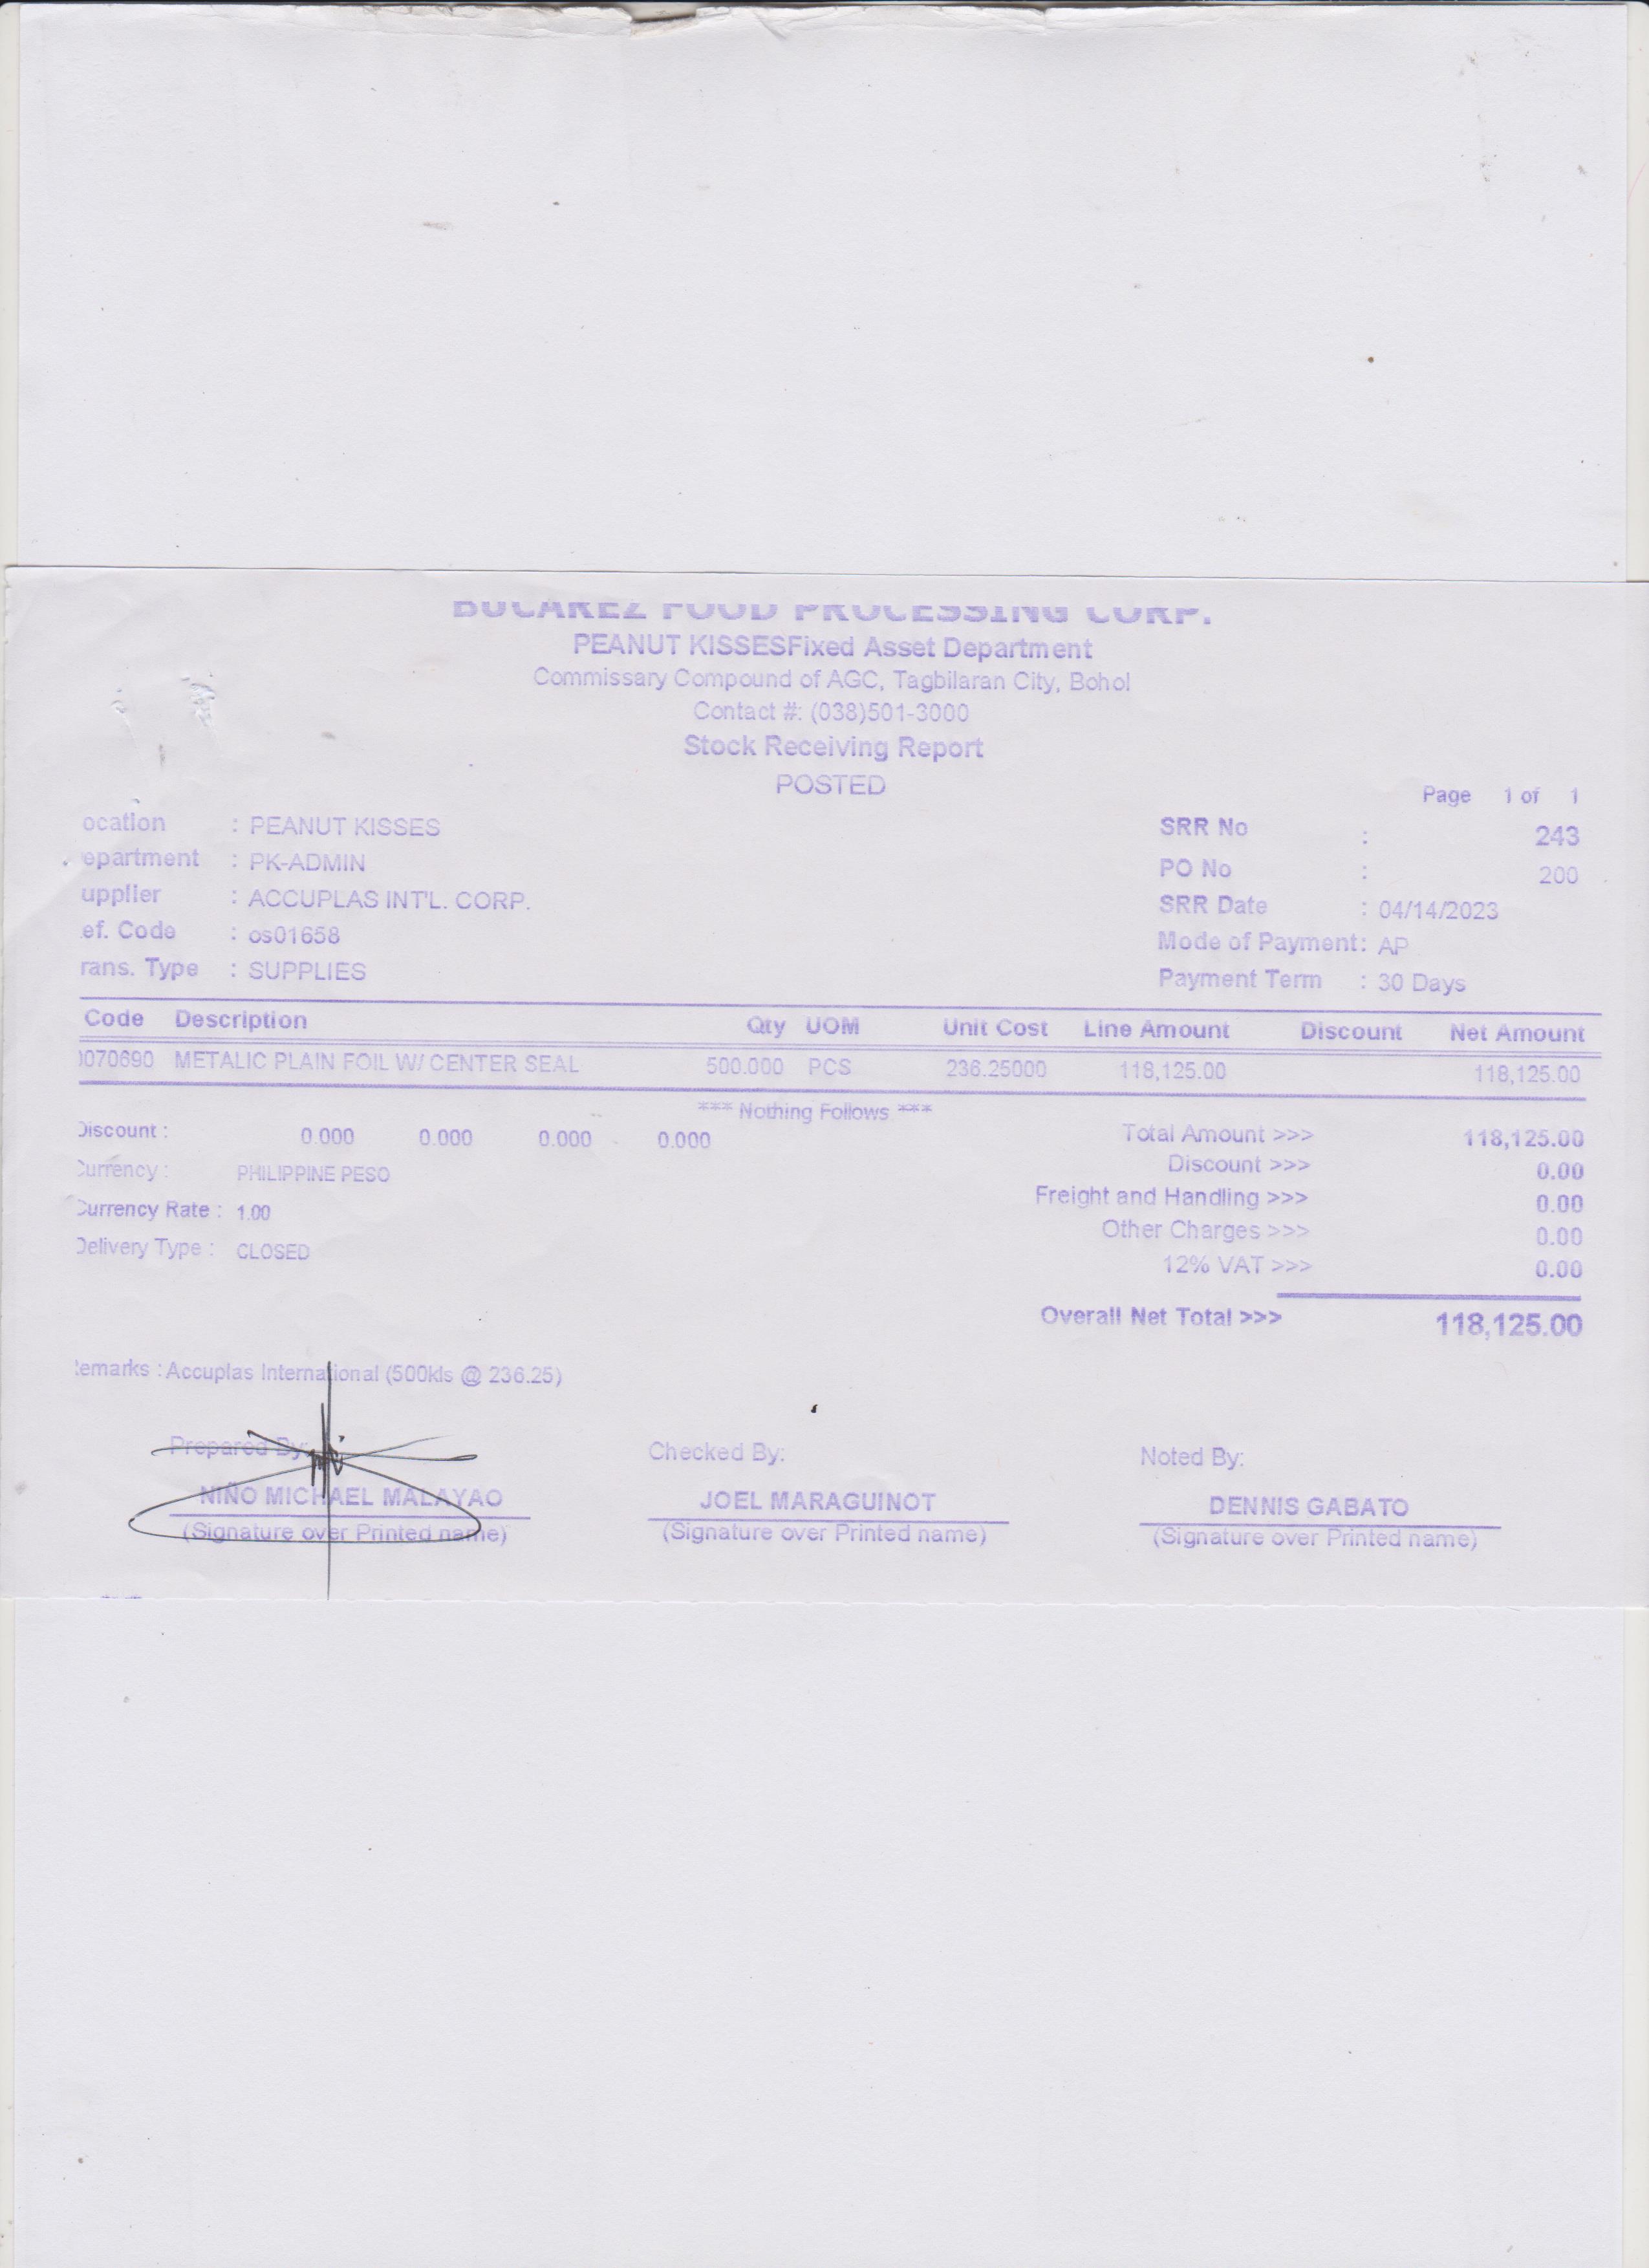 BUCAREZ FOOD PROCESSING CORP.
PEANUT KISSESFixed Asset Department
Commissary Compound of AGC, Tagbilaran City, Bohol
Contact #: (038)501-3000
Stock Receiving Report
POSTED
Page 1 of 1
ocation : PEANUT KISSES SRR No : 243
epartment : PK-ADMIN PO No : 200
upplier : ACCUPLAS INT'L. CORP. SRR Date : 04/14/2023
ef. Code : os01658 Mode of Payment: AP
rans. Type : SUPPLIES Payment Term : 30 Days
Code Description Qty UOM Unit Cost Line Amount Discount Net Amount
0070690 METALIC PLAIN FOIL W/ CENTER SEAL 500.000 PCS 236.25000 118,125.00 118,125.00
*** Nothing Follows ***
Discount : 0.000 0.000 0.000 0.000 Total Amount >>> 118,125.00
Currency : PHILIPPINE PESO Discount >>> 0.00
Currency Rate : 1.00 Freight and Handling >>> 0.00
Delivery Type : CLOSED Other Charges >>> 0.00
12% VAT >>> 0.00
Overall Net Total >>> 118,125.00
emarks : Accuplas International (500kls @ 236.25)
Prepared By: Checked By: Noted By:
NIÑO MICHAEL MALAYAO JOEL MARAGUINOT DENNIS GABATO
(Signature over Printed name) (Signature over Printed name) (Signature over Printed name)